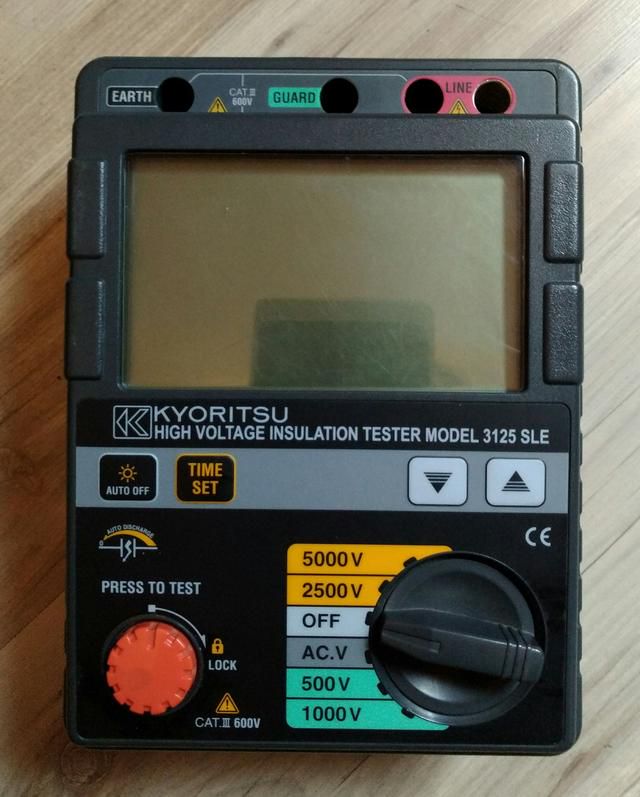 EARTH
CAT.III
600V
GUARD
LINE
KYORITSU
HIGH VOLTAGE INSULATION TESTER MODEL 3125 SLE
AUTO OFF
TIME
SET
AUTO DISCHARGE
0
CE
PRESS TO TEST
LOCK
CAT.III 600V
5000V
2500V
OFF
AC.V
500V
1000V